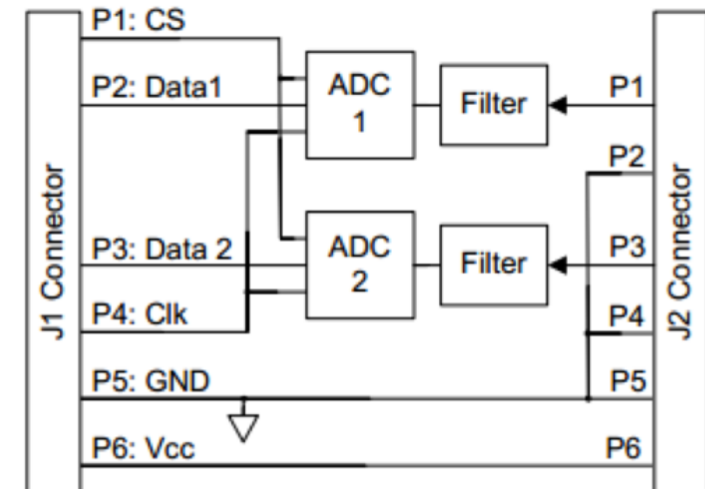 P1: CS
P2: Data1
P3: Data 2
P4: Clk
P5: GND
P6: Vcc
J1 Connector
ADC
1
Filter
ADC
2
Filter
P1
P2
P3
P4
P5
P6
J2 Connector